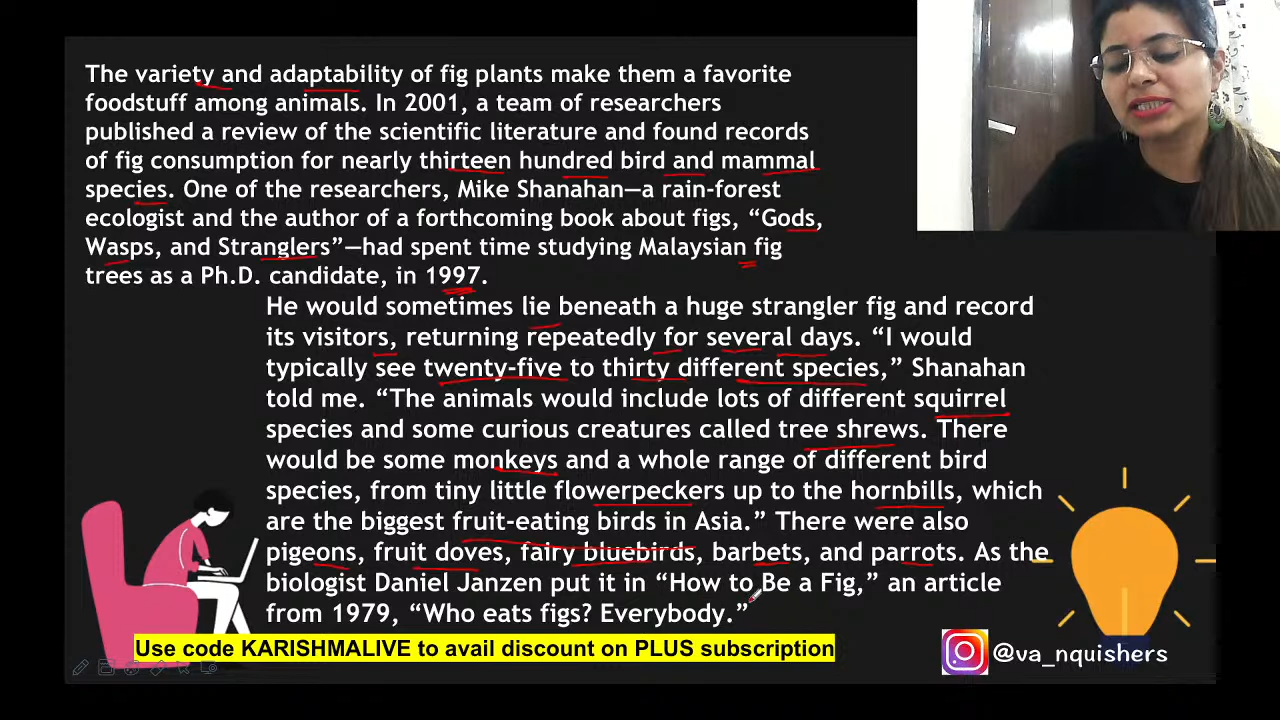 The variety and adaptability of fig plants make them a favorite
foodstuff among animals. In 2001, a team of researchers
published a review of the scientific literature and found records
of fig consumption for nearly thirteen hundred bird and mammal
species. One of the researchers, Mike Shanahan—a rain-forest
ecologist and the author of a forthcoming book about figs, “Gods,
Wasps, and Stranglers”—had spent time studying Malaysian fig
trees as a Ph.D. candidate, in 1997.
He would sometimes lie beneath a huge strangler fig and record
its visitors, returning repeatedly for several days. “I would
typically see twenty-five to thirty different species,” Shanahan
told me. “The animals would include lots of different squirrel
species and some curious creatures called tree shrews. There
would be some monkeys and a whole range of different bird
species, from tiny little flowerpeckers up to the hornbills, which
are the biggest fruit-eating birds in Asia.” There were also
pigeons, fruit doves, fairy bluebirds, barbets, and parrots. As the
biologist Daniel Janzen put it in “How to Be a Fig,” an article
from 1979, “Who eats figs? Everybody.”
Use code KARISHMALIVE to avail discount on PLUS subscription
@va_nquishers